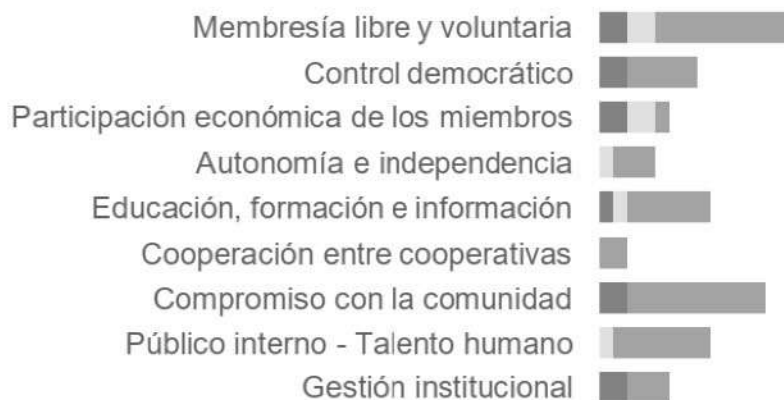 Membresía libre y voluntaria
Control democrático
Participación económica de los miembros
Autonomía e independencia
Educación, formación e información
Cooperación entre cooperativas
Compromiso con la comunidad
Público interno - Talento humano
Gestión institucional